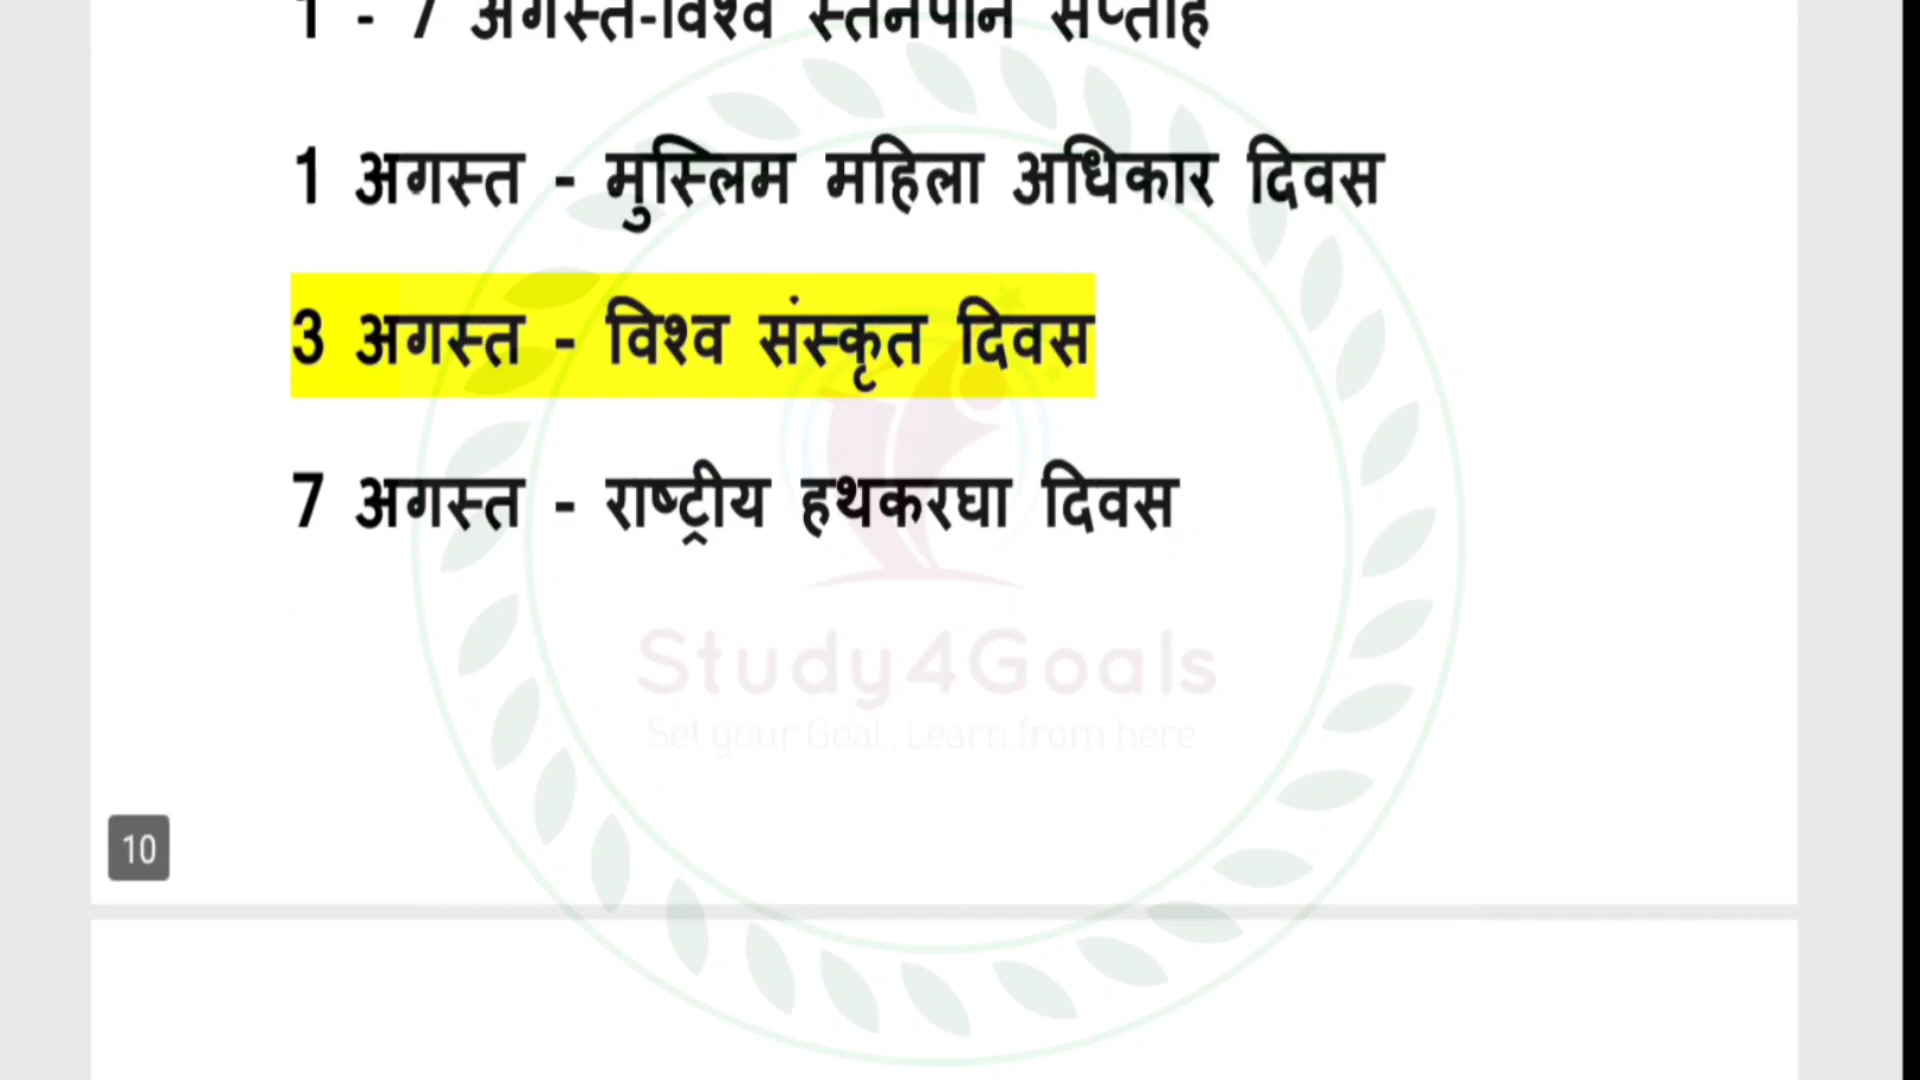 1 - 7 अगस्त-विश्व स्तनपान सप्ताह
1 अगस्त - मुस्लिम महिला अधिकार दिवस
3 अगस्त - विश्व संस्कृत दिवस
7 अगस्त - राष्ट्रीय हथकरघा दिवस
Study4Goals
Set your Goal, Learn from here
10